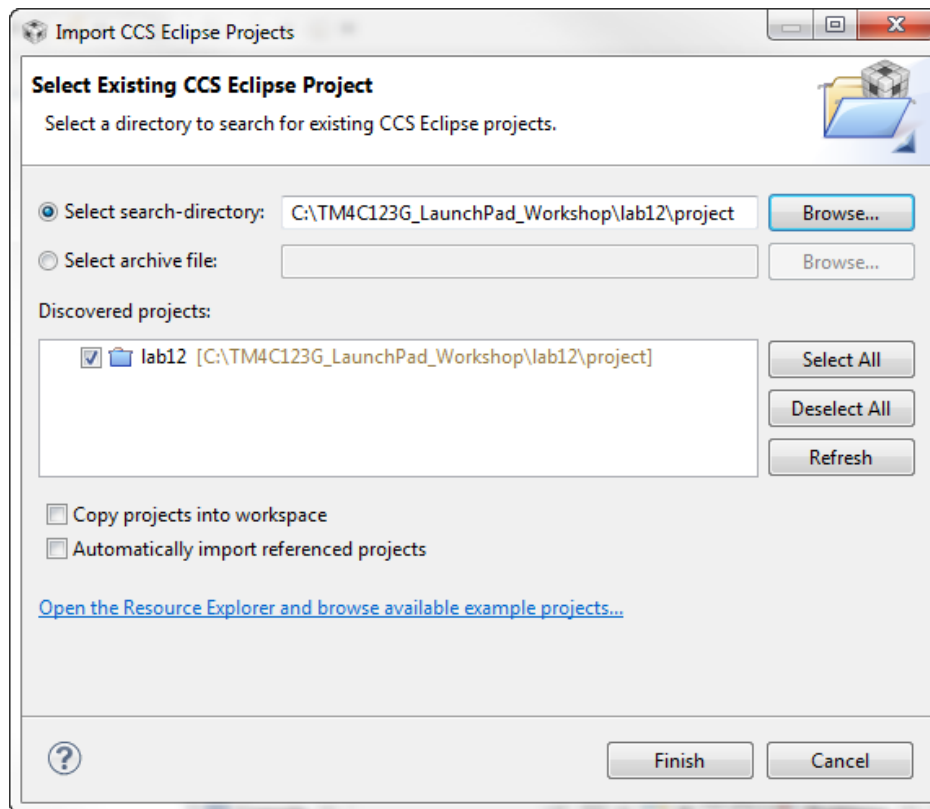 Import CCS Eclipse Projects
Select Existing CCS Eclipse Project
Select a directory to search for existing CCS Eclipse projects.
Select search-directory: C:\TM4C123G_LaunchPad_Workshop\lab12\project Browse...
Select archive file: Browse...
Discovered projects:
lab12 [C:\TM4C123G_LaunchPad_Workshop\lab12\project] Select All
Deselect All
Refresh
Copy projects into workspace
Automatically import referenced projects
Open the Resource Explorer and browse available example projects...
? Finish Cancel